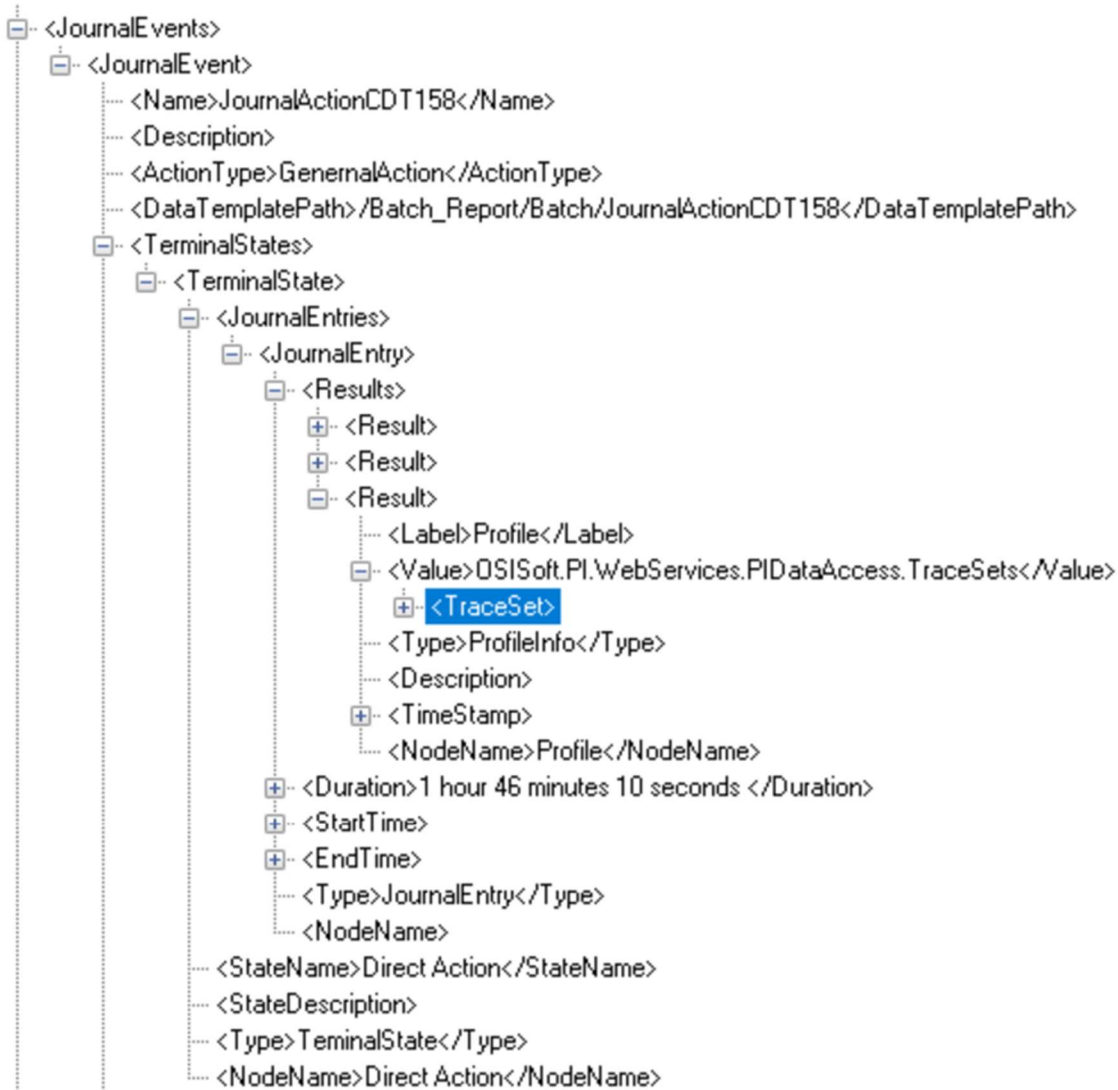 <JournalEvents>
<JournalEvent>
<Name>JournalActionCDT158</Name>
<Description>
<ActionType>GenernalAction</ActionType>
<DataTemplatePath>/Batch_Report/Batch/JournalActionCDT158</DataTemplatePath>
<TerminalStates>
<TerminalState>
<JournalEntries>
<JournalEntry>
<Results>
<Result>
<Result>
<Result>
<Label>Profile</Label>
<Value>OSISoft.PI.WebServices.PIDataAccess.TraceSets</Value>
<TraceSet>
<Type>ProfileInfo</Type>
<Description>
<TimeStamp>
<NodeName>Profile</NodeName>
<Duration>1 hour 46 minutes 10 seconds </Duration>
<StartTime>
<EndTime>
<Type>JournalEntry</Type>
<NodeName>
<StateName>Direct Action</StateName>
<StateDescription>
<Type>TeminalState</Type>
<NodeName>Direct Action</NodeName>